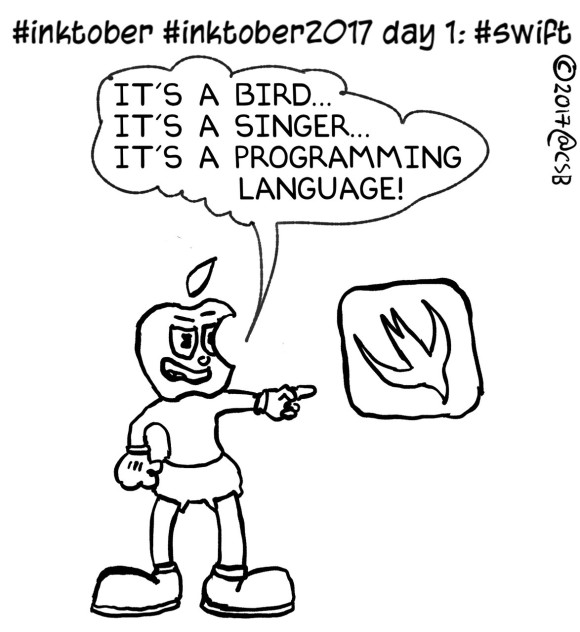 #inktober #inktober2017 day 1: #swift
©2017@CSB
IT'S A BIRD...
IT'S A SINGER...
IT'S A PROGRAMMING
LANGUAGE!